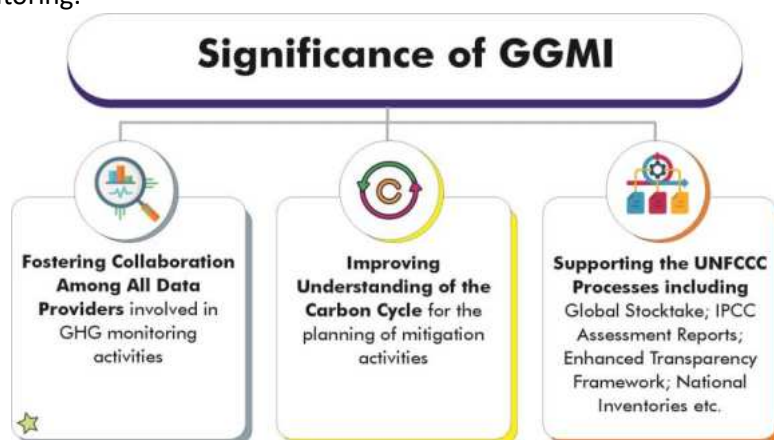 Significance of GGMI
C
Fostering Collaboration
Among All Data
Providers involved in
GHG monitoring
activities
Improving
Understanding of the
Carbon Cycle for the
planning of mitigation
activities
Supporting the UNFCCC
Processes including
Global Stocktake; IPCC
Assessment Reports;
Enhanced Transparency
Framework; National
Inventories etc.